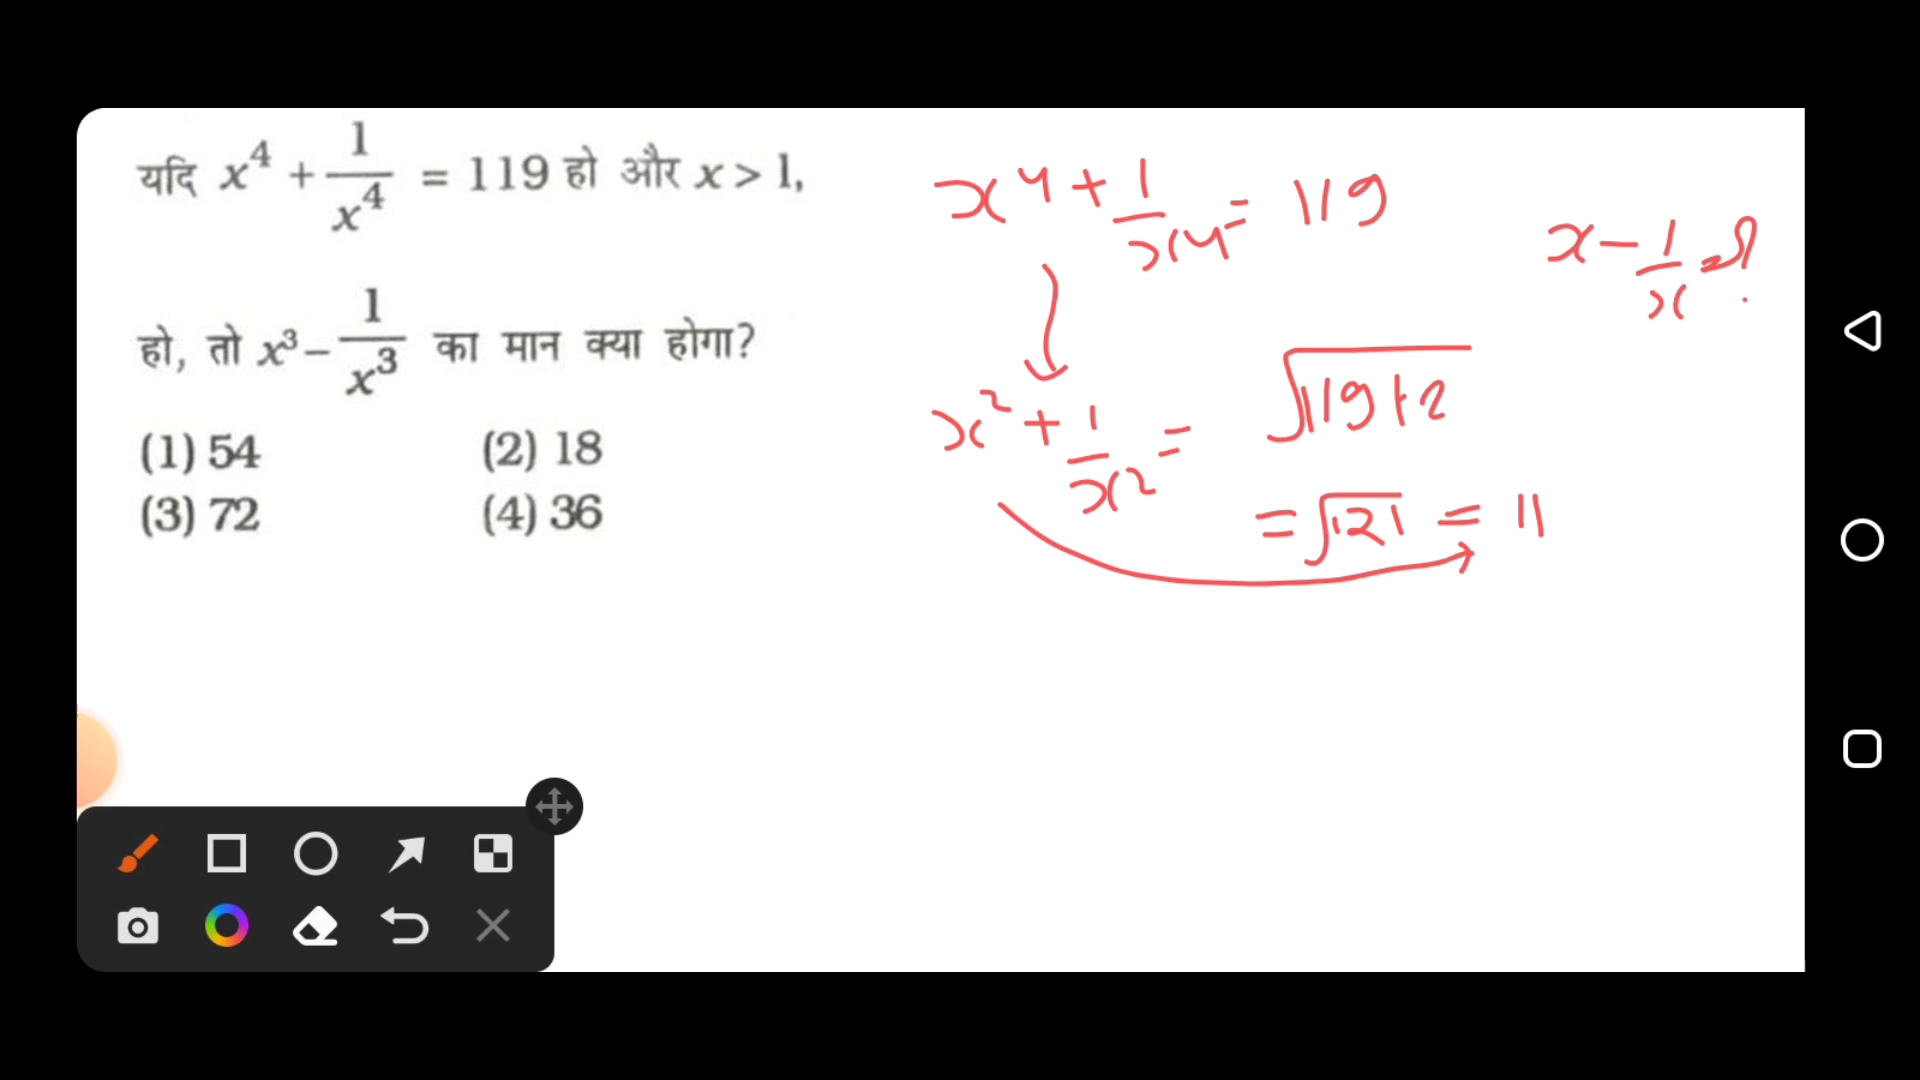 यदि x⁴ + 1/x⁴ = 119 हो और x > 1,
हो, तो x³ – 1/x³ का मान क्या होगा?
(1) 54 (2) 18
(3) 72 (4) 36
x⁴ + 1/x⁴ = 119
x – 1/x = ?
x² + 1/x² = √119+2
= √121 = 11